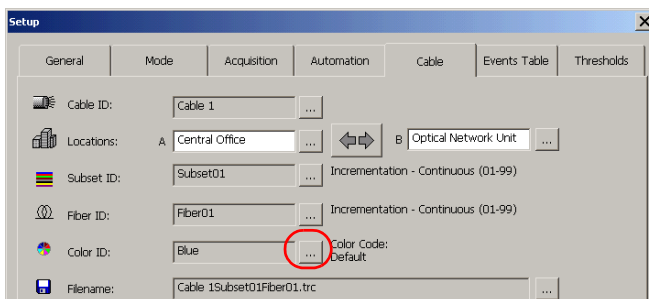 Setup
General Mode Acquisition Automation Cable Events Table Thresholds
Cable ID: Cable 1 ...
Locations: A Central Office ... B Optical Network Unit ...
Subset ID: Subset01 ... Incrementation - Continuous (01-99)
Fiber ID: Fiber01 ... Incrementation - Continuous (01-99)
Color ID: Blue ... Color Code:
Default
Filename: Cable 1Subset01Fiber01.trc ...